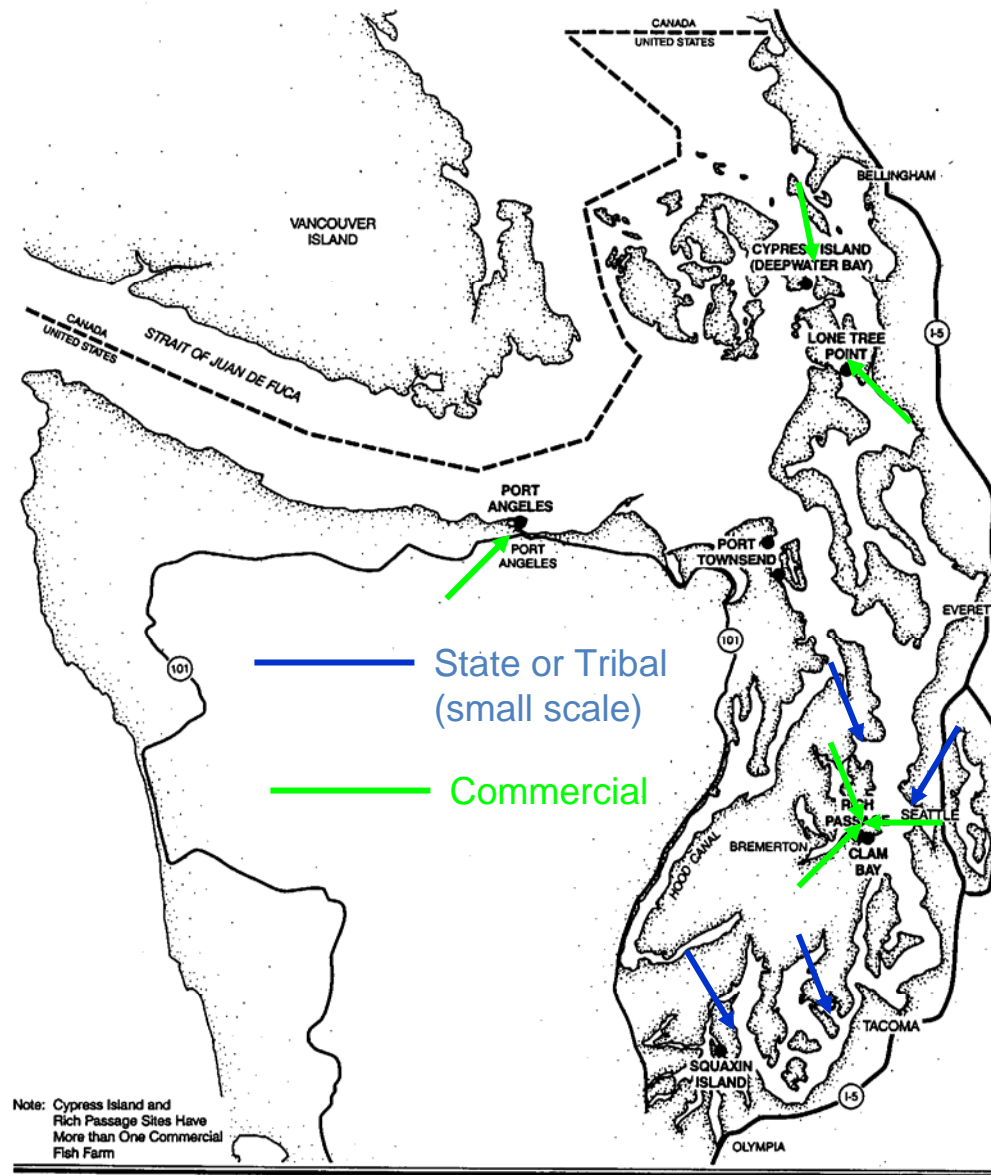 CANADA
UNITED STATES
BELLINGHAM
VANCOUVER
ISLAND
CYPRESS ISLAND
(DEEPWATER BAY)
CANADA
UNITED STATES
STRAIT OF JUAN DE FUCA
I-5
LONE TREE
POINT
PORT
ANGELES
PORT
ANGELES
PORT
TOWNSEND
EVERET
101
101
State or Tribal
(small scale)
Commercial
RICH
PASSAGE
SEATTLE
BREMERTON
CLAM
BAY
HOOD CANAL
TACOMA
SQUAXIN
ISLAND
I-5
OLYMPIA
Note: Cypress Island and
Rich Passage Sites Have
More than One Commercial
Fish Farm